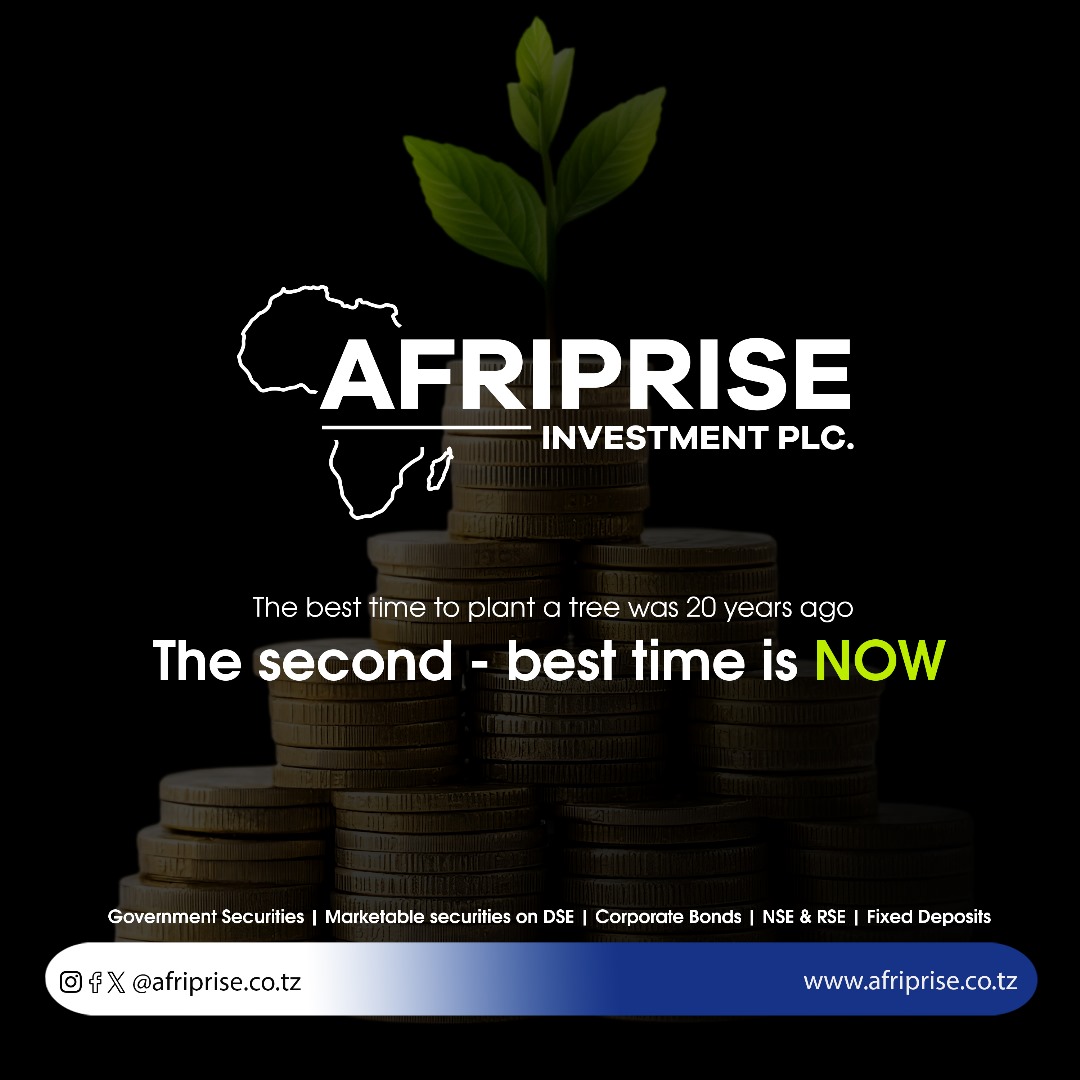 AFRIPRISE
INVESTMENT PLC.
The best time to plant a tree was 20 years ago
The second - best time is NOW
Government Securities | Marketable securities on DSE | Corporate Bonds | NSE & RSE | Fixed Deposits
@afriprise.co.tz
www.afriprise.co.tz